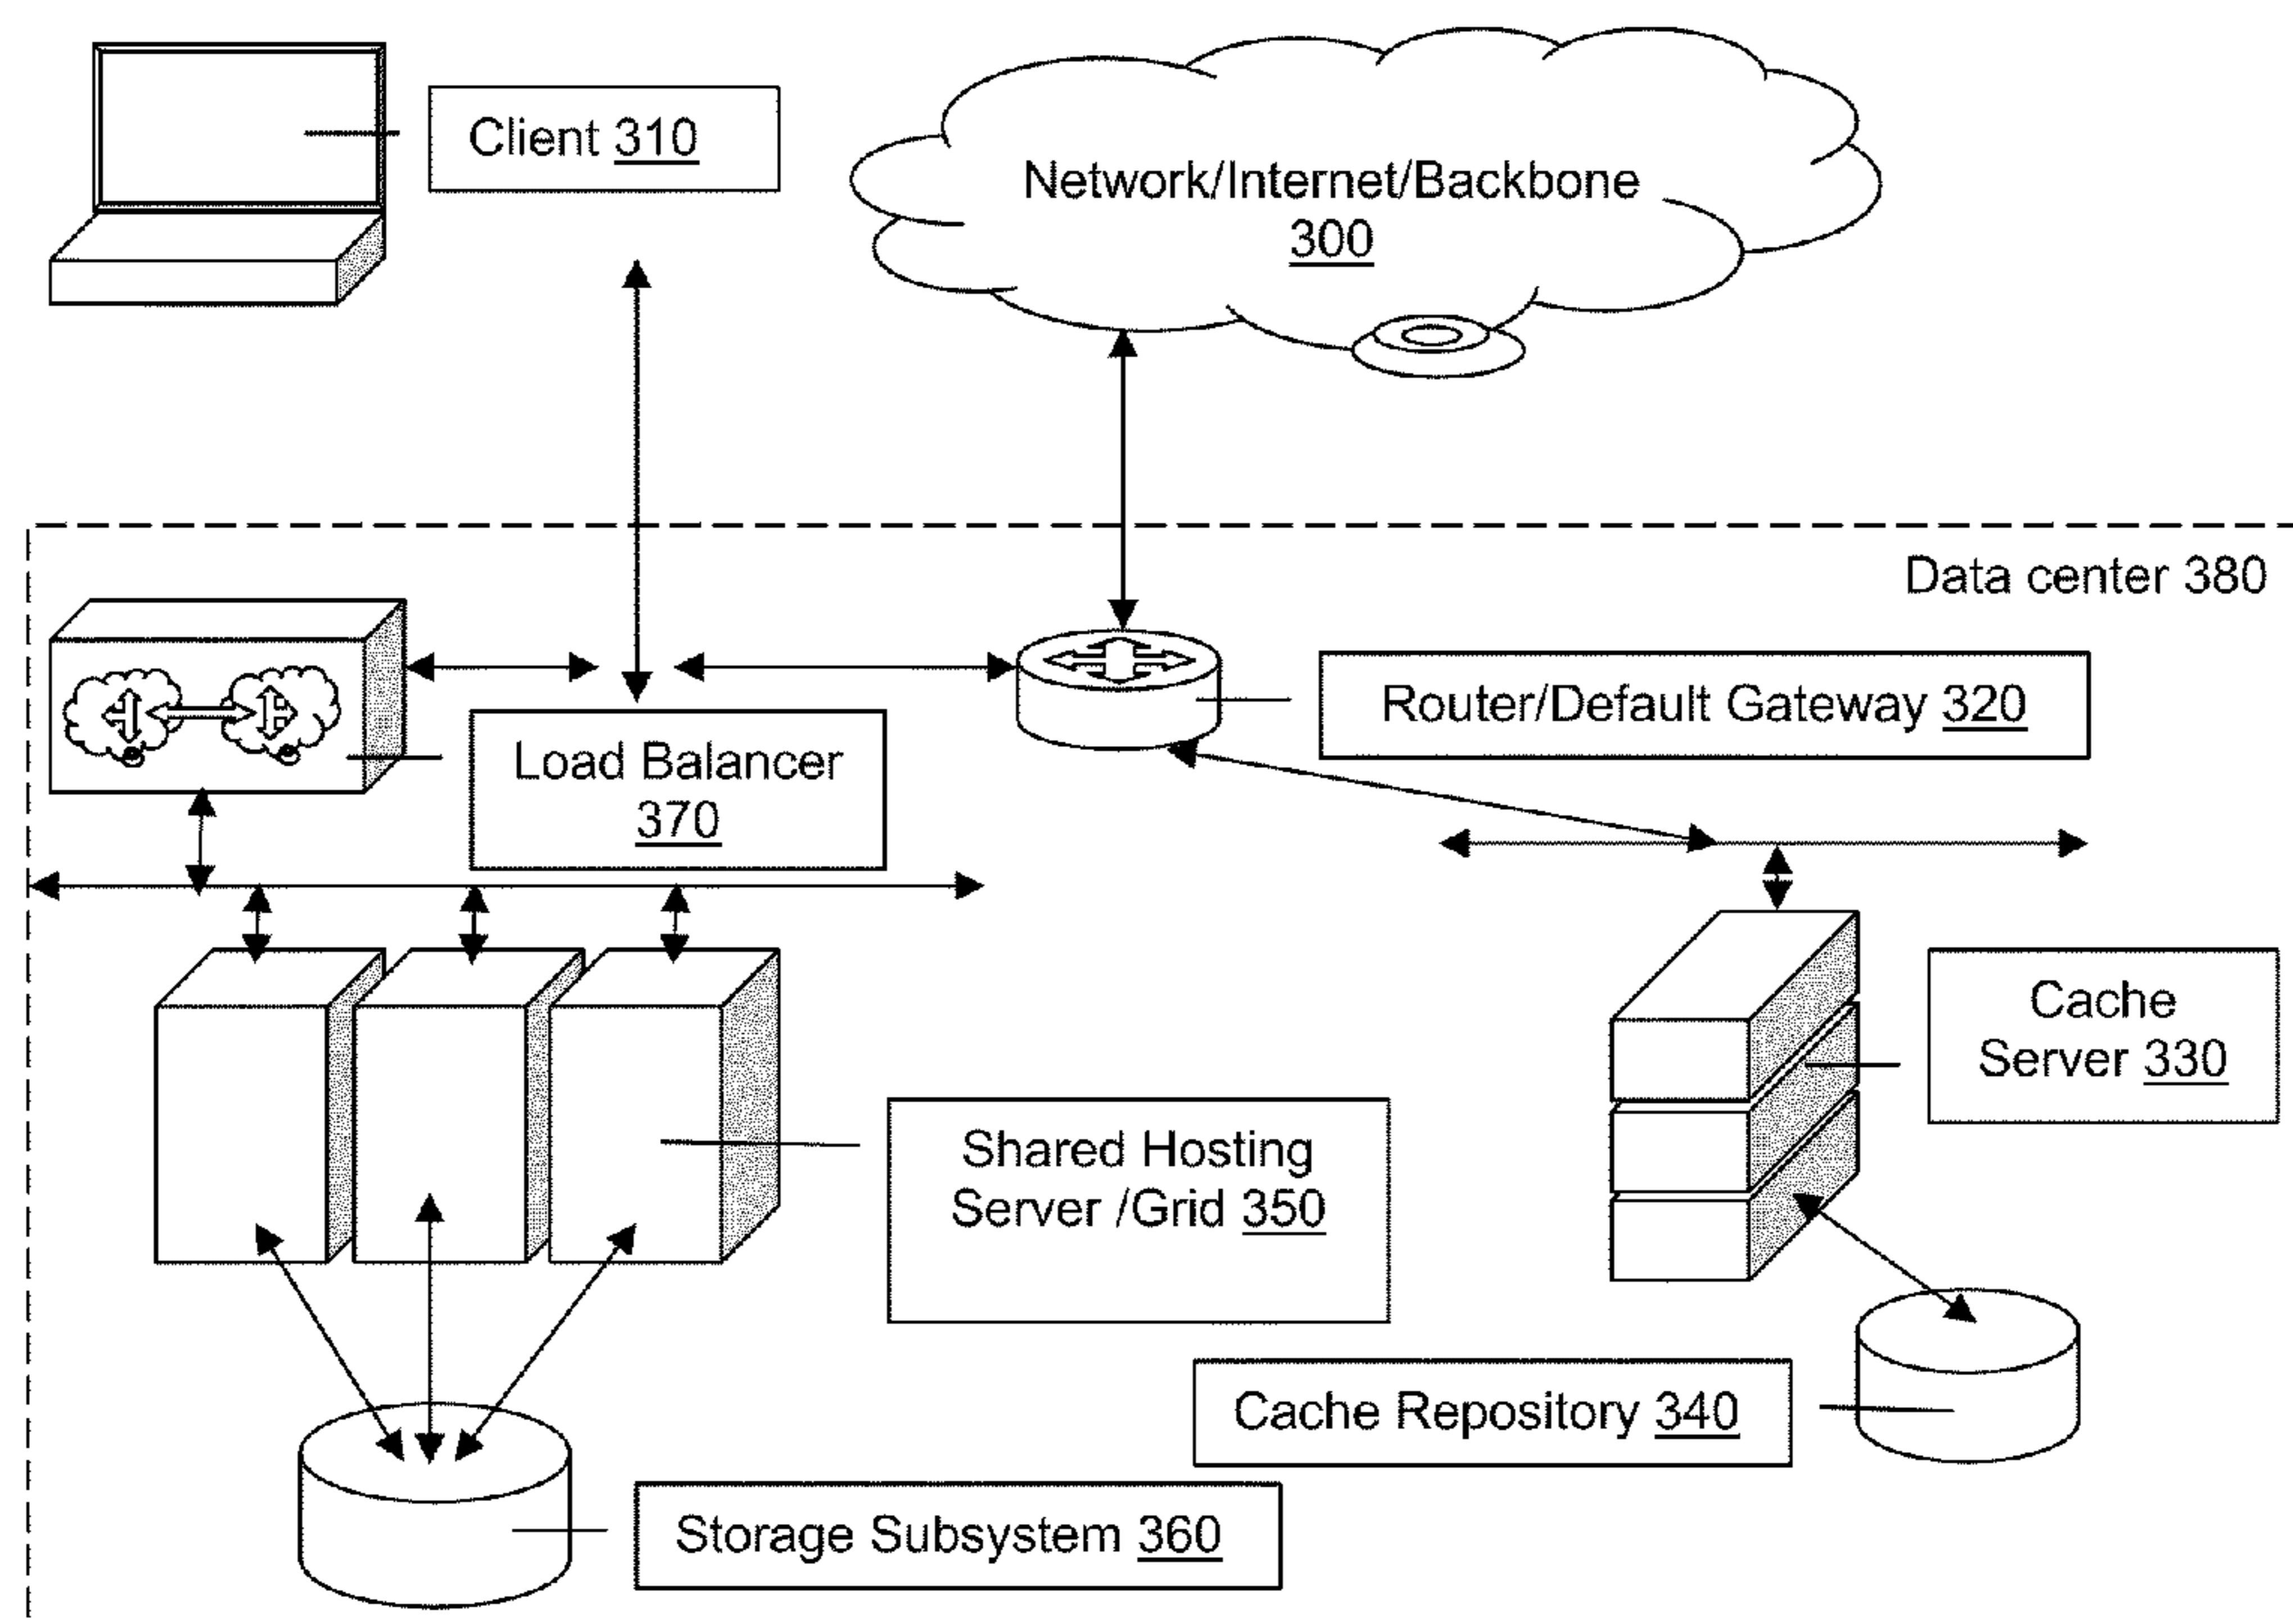 Client 310
Network/Internet/Backbone
300
Data center 380
Router/Default Gateway 320
Load Balancer
370
Cache
Server 330
Shared Hosting
Server /Grid 350
Cache Repository 340
Storage Subsystem 360